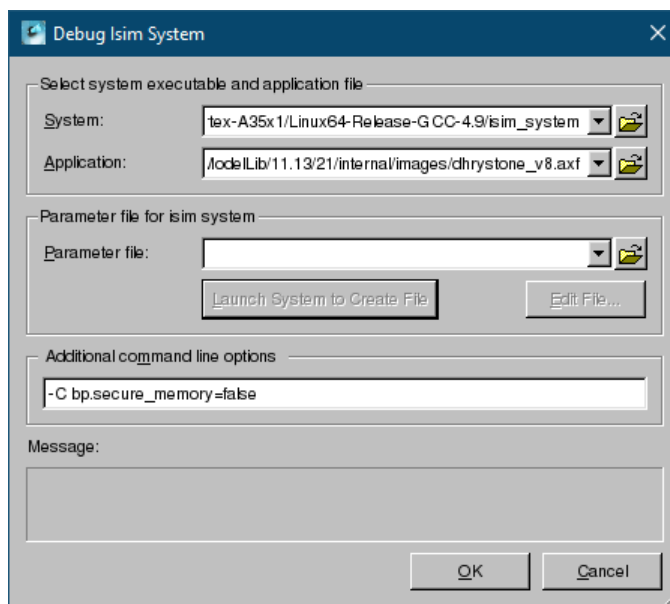 Debug Isim System
Select system executable and application file
System: tex-A35x1/Linux64-Release-GCC-4.9/isim_system
Application: /lodelLib/11.13/21/internal/images/dhrystone_v8.axf
Parameter file for isim system
Parameter file:
Launch System to Create File Edit File...
Additional command line options
-C bp.secure_memory=false
Message:
OK Cancel